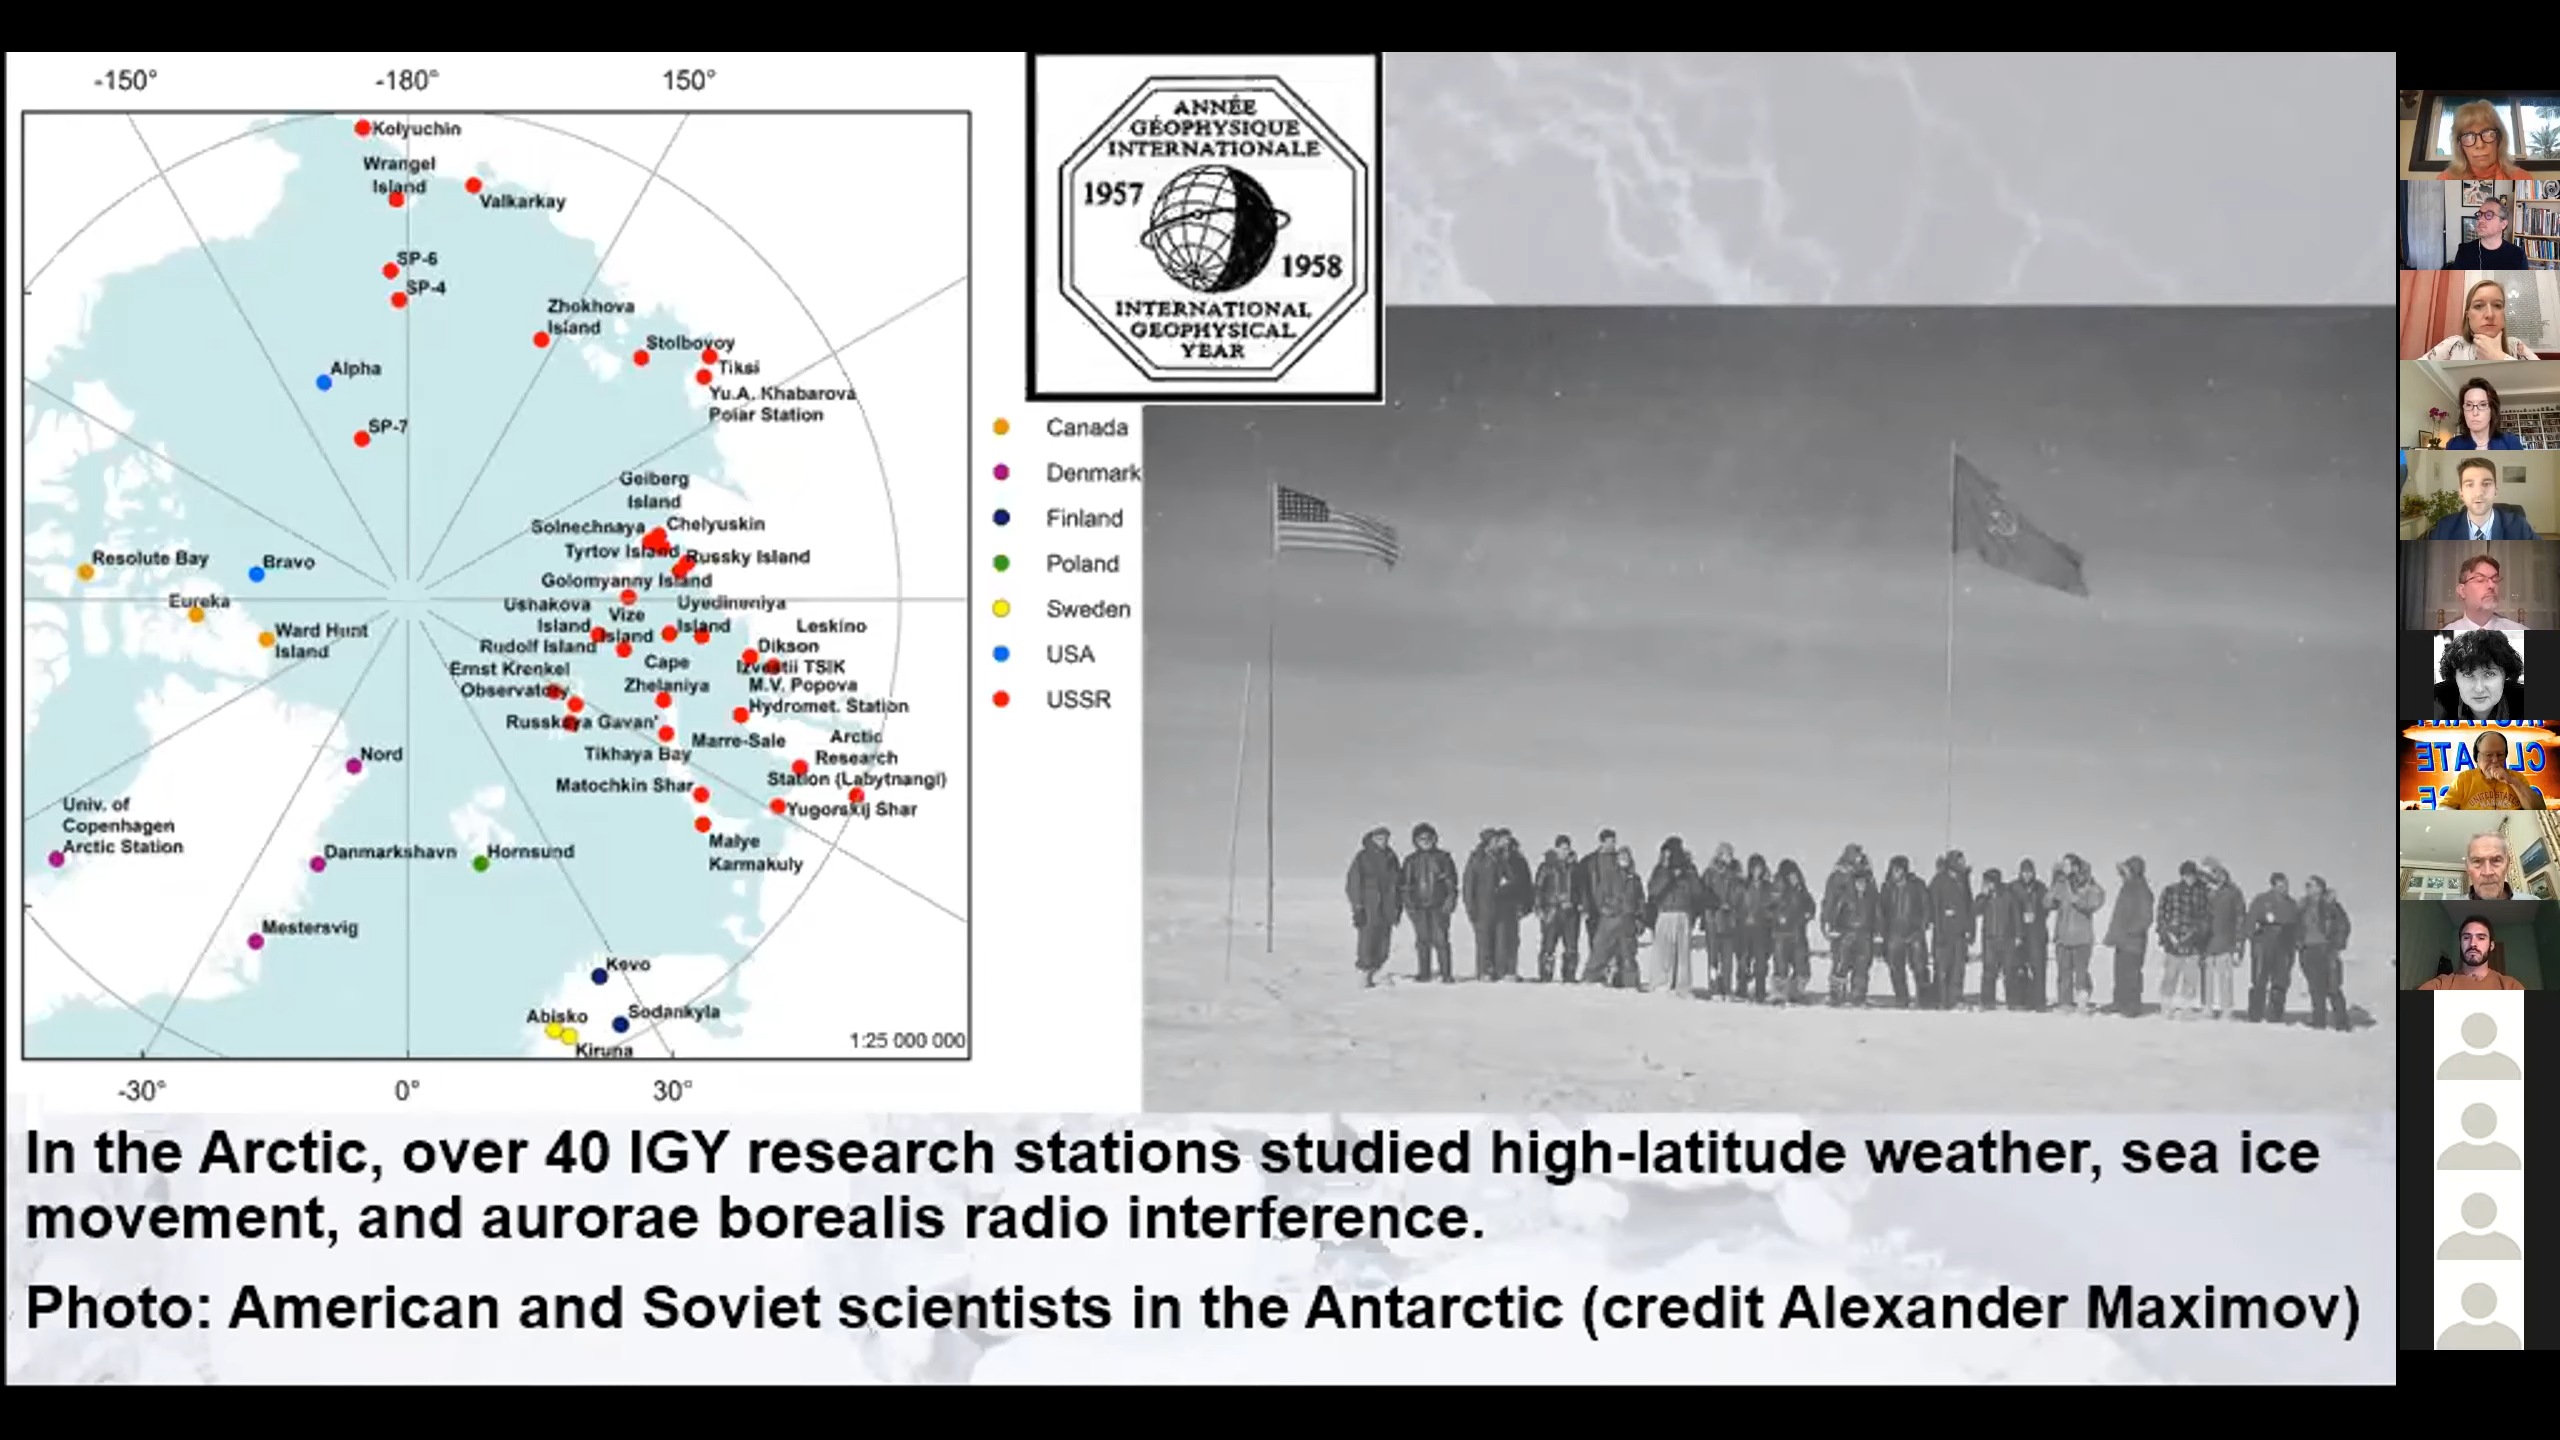 -150°
-180°
150°
Kolyuchin
Wrangel
Island
Valkarkay
SP-6
SP-4
Zhokhova
Island
Stolbovoy
Tiksi
Yu.A. Khabarova
Polar Station
Alpha
SP-7
Geiberg
Island
Solnechnaya
Chelyuskin
Tyrtov Island
Russky Island
Golomyanny Island
Resolute Bay
Bravo
Eureka
Ward Hunt
Island
Ushakova
Island
Vize
Island
Uyedineniya
Island
Leskino
Rudolf Island
Dikson
Ernst Krenkel
Observatory
Cape
Zhelaniya
Izvestii TSIK
M.V. Popova
Hydromet. Station
Russkaya Gavan'
Tikhaya Bay
Marre-Sale
Arctic
Research
Station (Labytnangi)
Matochkin Shar
Yugorskij Shar
Malye
Karmakuly
Nord
Univ. of
Copenhagen
Arctic Station
Danmarkshavn
Hornsund
Mestersvig
Kevo
Abisko
Sodankyla
Kiruna
1:25 000 000
-30°
0°
30°
ANNÉE
GÉOPHYSIQUE
INTERNATIONALE
1957
1958
INTERNATIONAL
GEOPHYSICAL
YEAR
Canada
Denmark
Finland
Poland
Sweden
USA
USSR
In the Arctic, over 40 IGY research stations studied high-latitude weather, sea ice
movement, and aurorae borealis radio interference.
Photo: American and Soviet scientists in the Antarctic (credit Alexander Maximov)